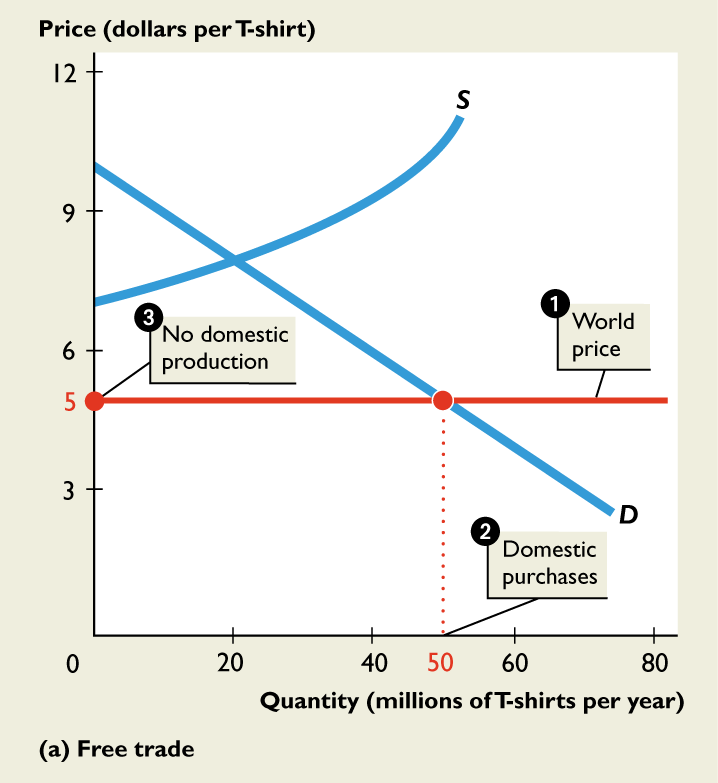 Price (dollars per T-shirt)
12
S
9
1
World
price
3
No domestic
production
6
5
3
D
2
Domestic
purchases
0
20
40
50
60
80
Quantity (millions of T-shirts per year)
(a) Free trade